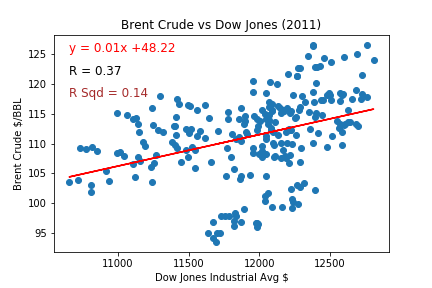 Brent Crude vs Dow Jones (2011)
y = 0.01x +48.22
R = 0.37
R Sqd = 0.14
Brent Crude $/BBL
125
120
115
110
105
100
95
11000 11500 12000 12500
Dow Jones Industrial Avg $